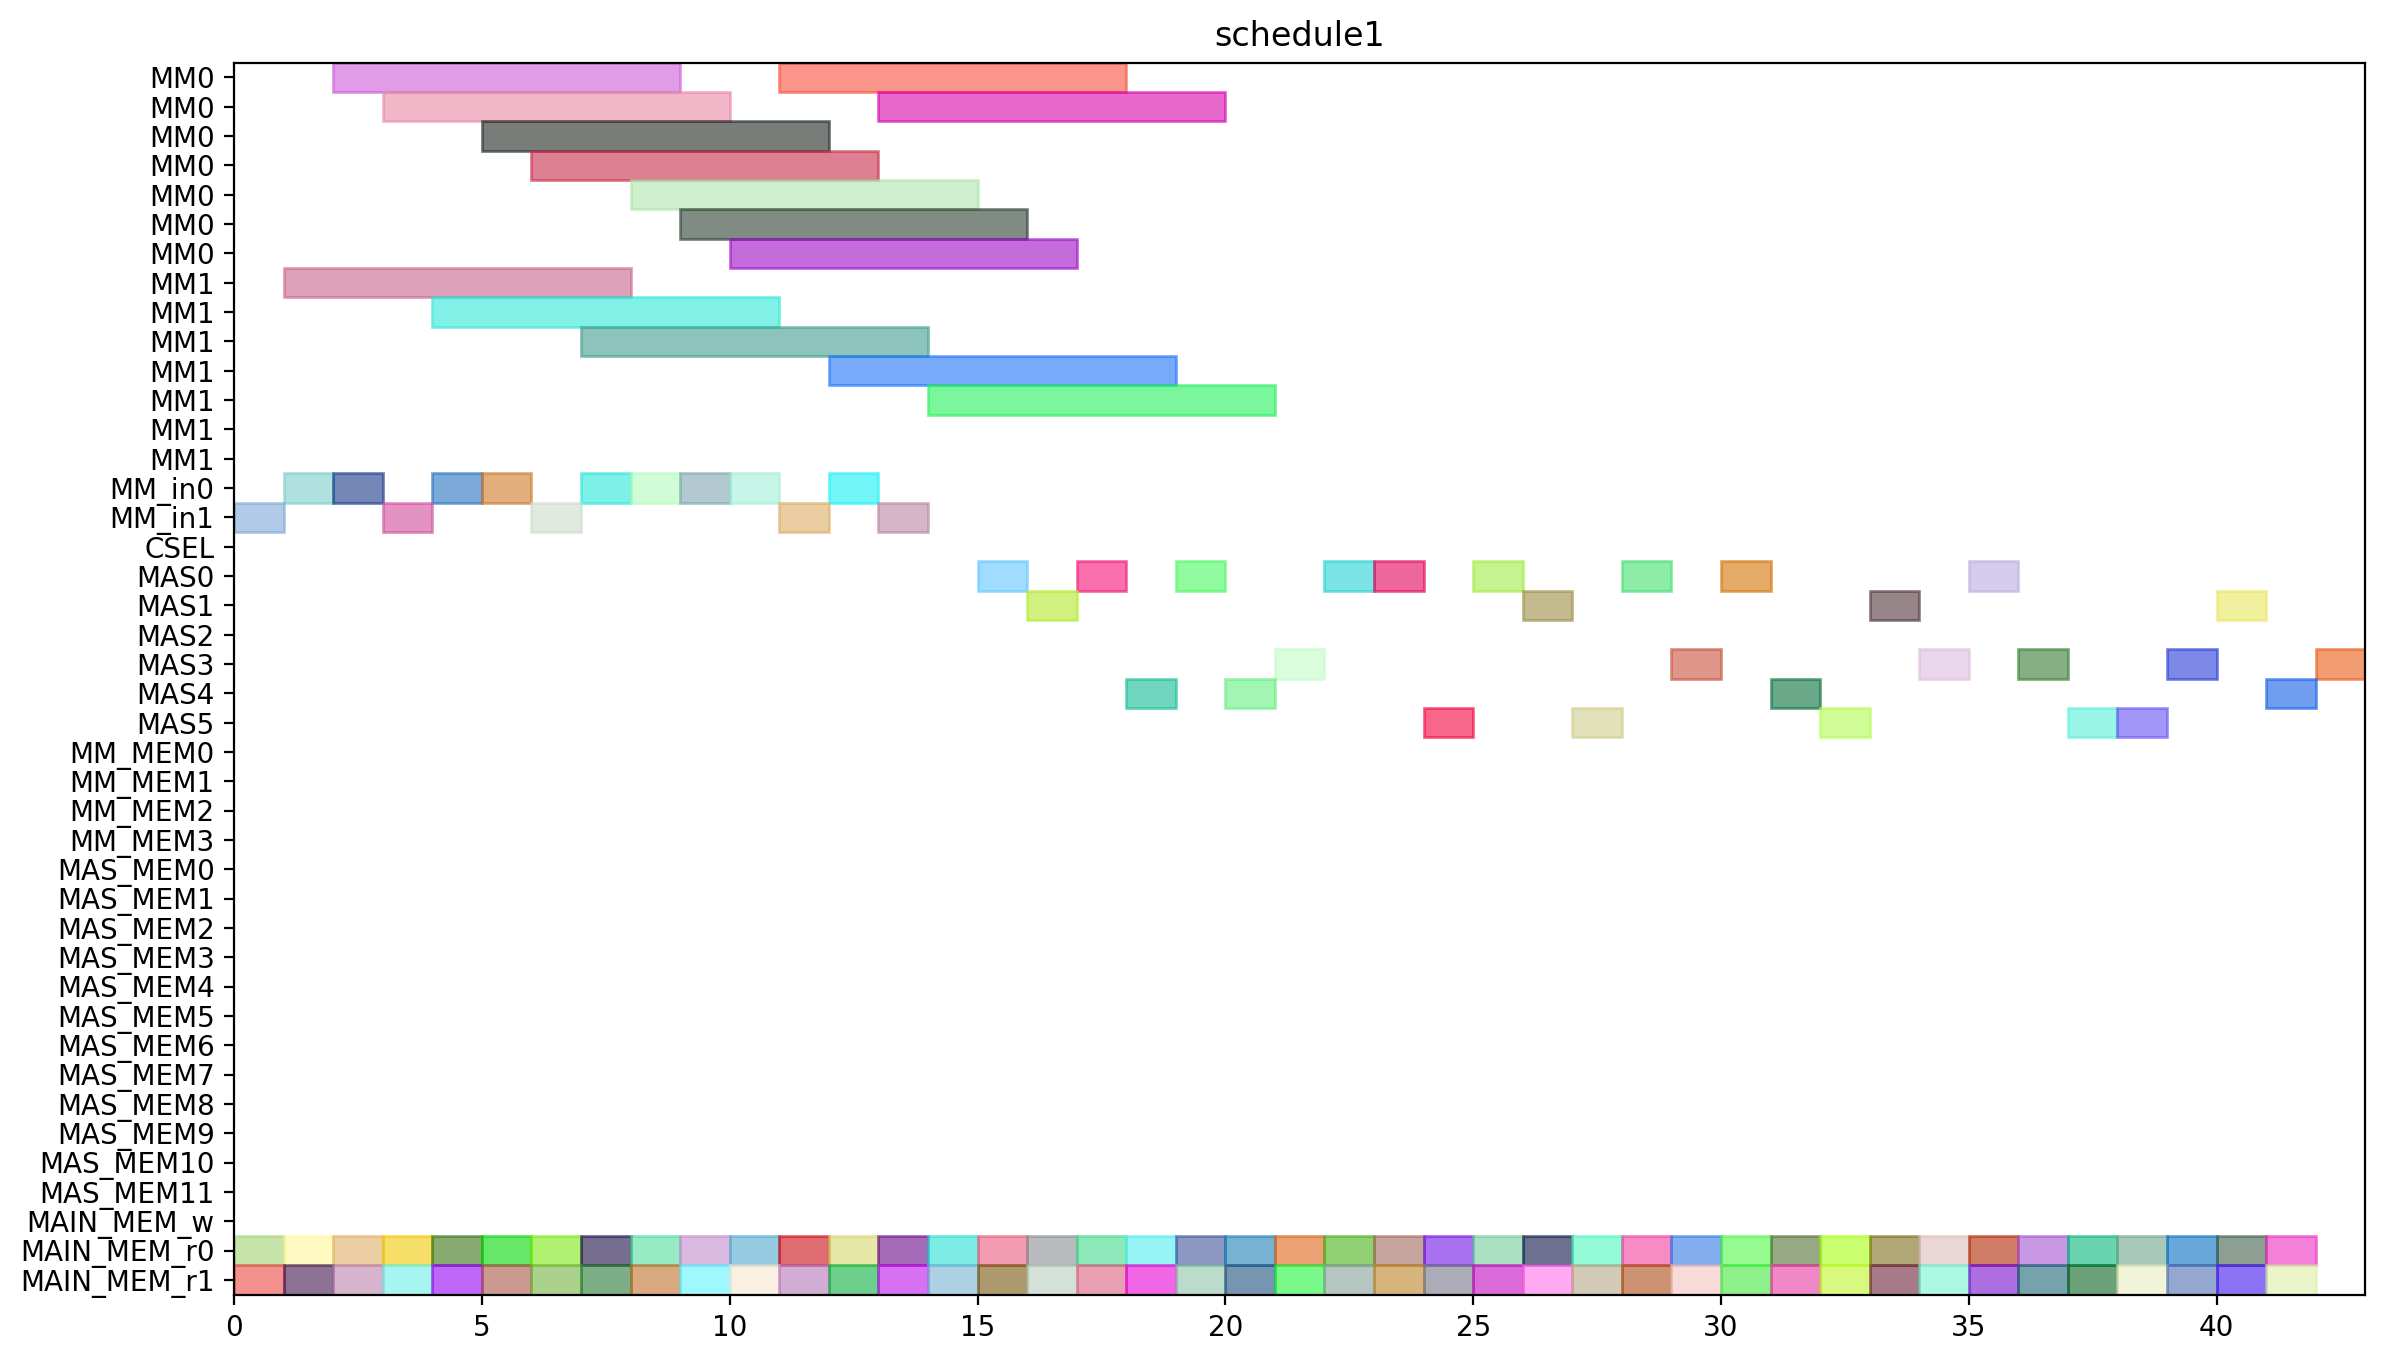 schedule1
MM0
MM0
MM0
MM0
MM0
MM0
MM0
MM1
MM1
MM1
MM1
MM1
MM1
MM1
MM_in0
MM_in1
CSEL
MAS0
MAS1
MAS2
MAS3
MAS4
MAS5
MM_MEM0
MM_MEM1
MM_MEM2
MM_MEM3
MAS_MEM0
MAS_MEM1
MAS_MEM2
MAS_MEM3
MAS_MEM4
MAS_MEM5
MAS_MEM6
MAS_MEM7
MAS_MEM8
MAS_MEM9
MAS_MEM10
MAS_MEM11
MAIN_MEM_w
MAIN_MEM_r0
MAIN_MEM_r1
0 5 10 15 20 25 30 35 40